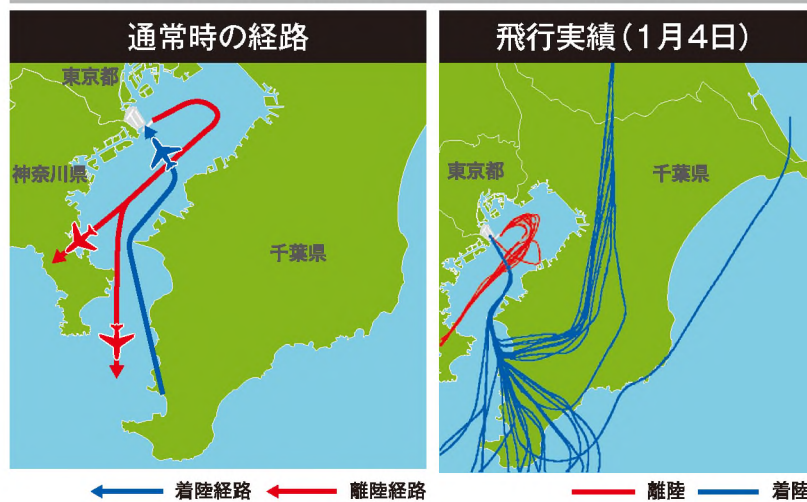 通常時の経路
東京都
神奈川県
千葉県
着陸経路
離陸経路
飛行実績(1月4日)
東京都
千葉県
離陸
着陸